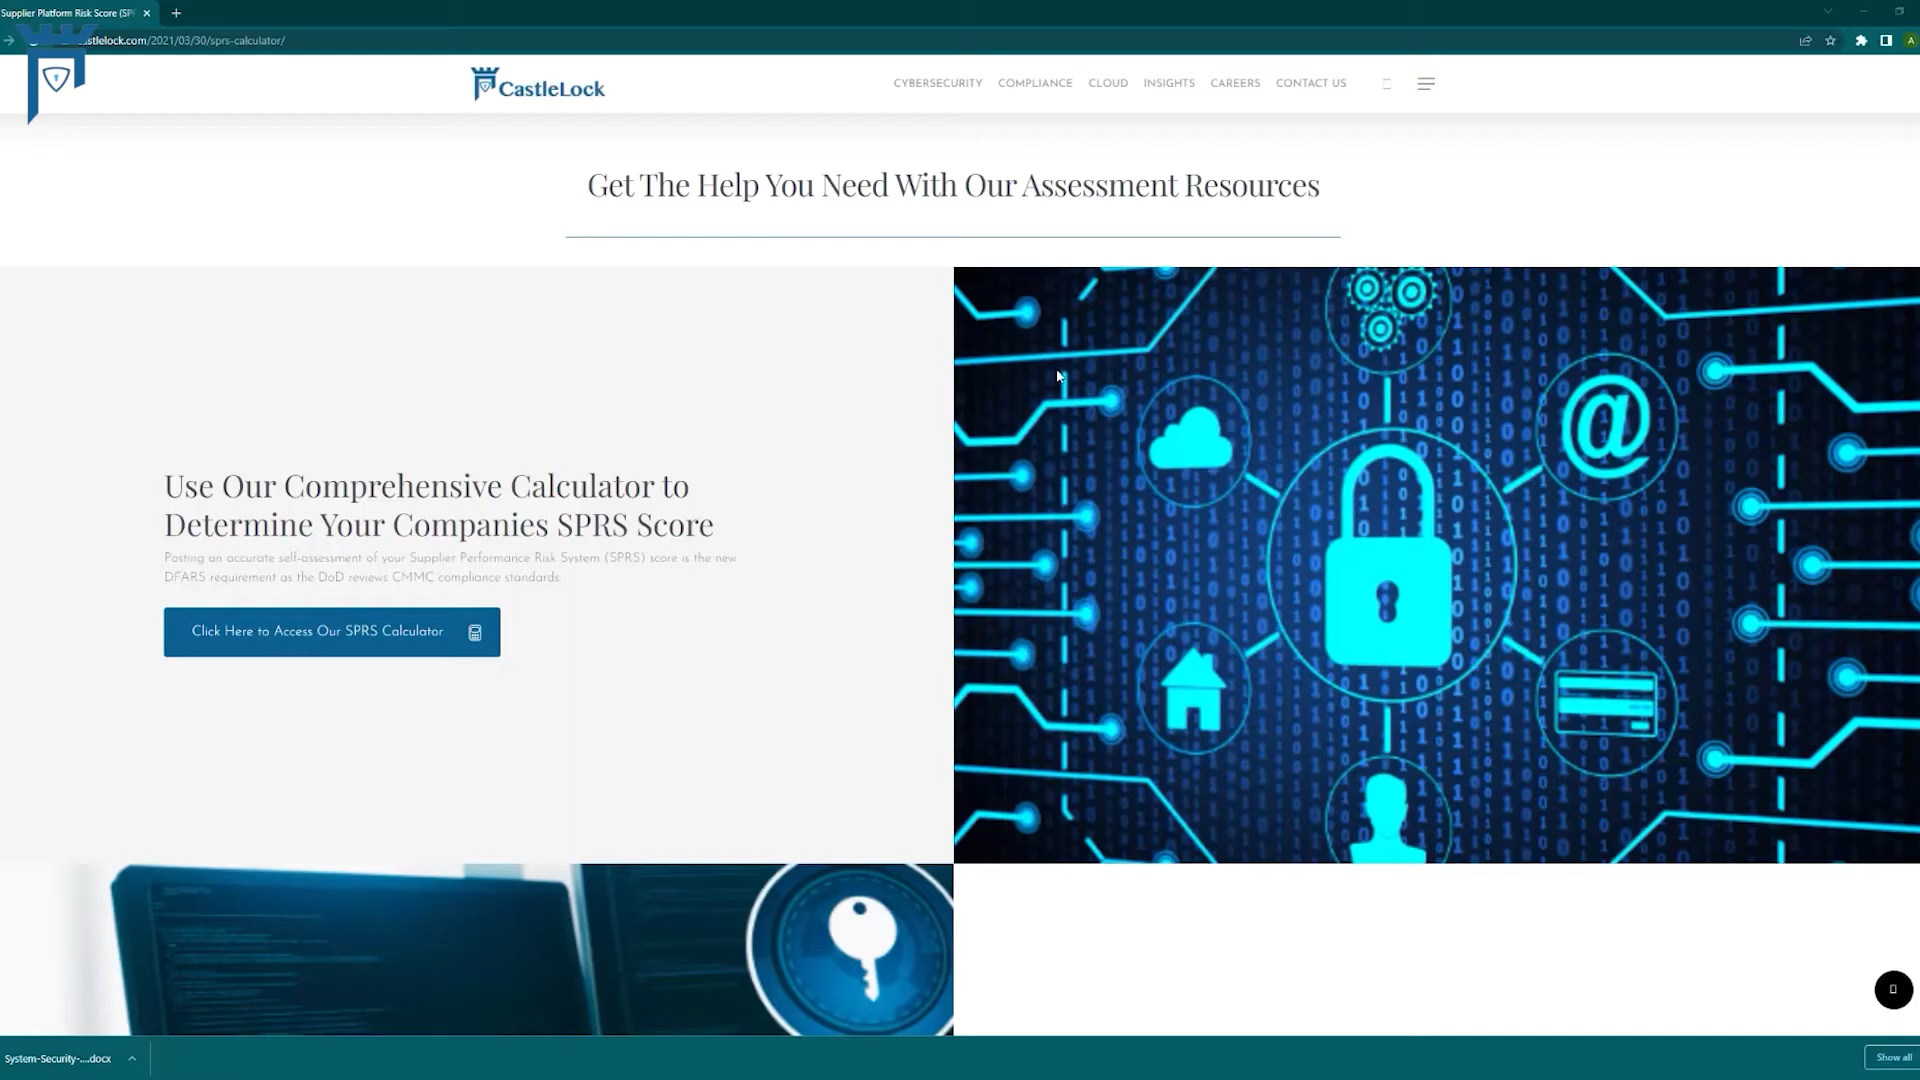 Supplier Platform Risk Score (SP
astlelock.com/2021/03/30/sprs-calculator/
A
CastleLock
CYBERSECURITY COMPLIANCE CLOUD INSIGHTS CAREERS CONTACT US
Get The Help You Need With Our Assessment Resources
Use Our Comprehensive Calculator to
Determine Your Companies SPRS Score
Posting an accurate self-assessment of your Supplier Performance Risk System (SPRS) score is the new
DFARS requirement as the DoD reviews CMMC compliance standards.
Click Here to Access Our SPRS Calculator
@
System-Security-....docx
Show all